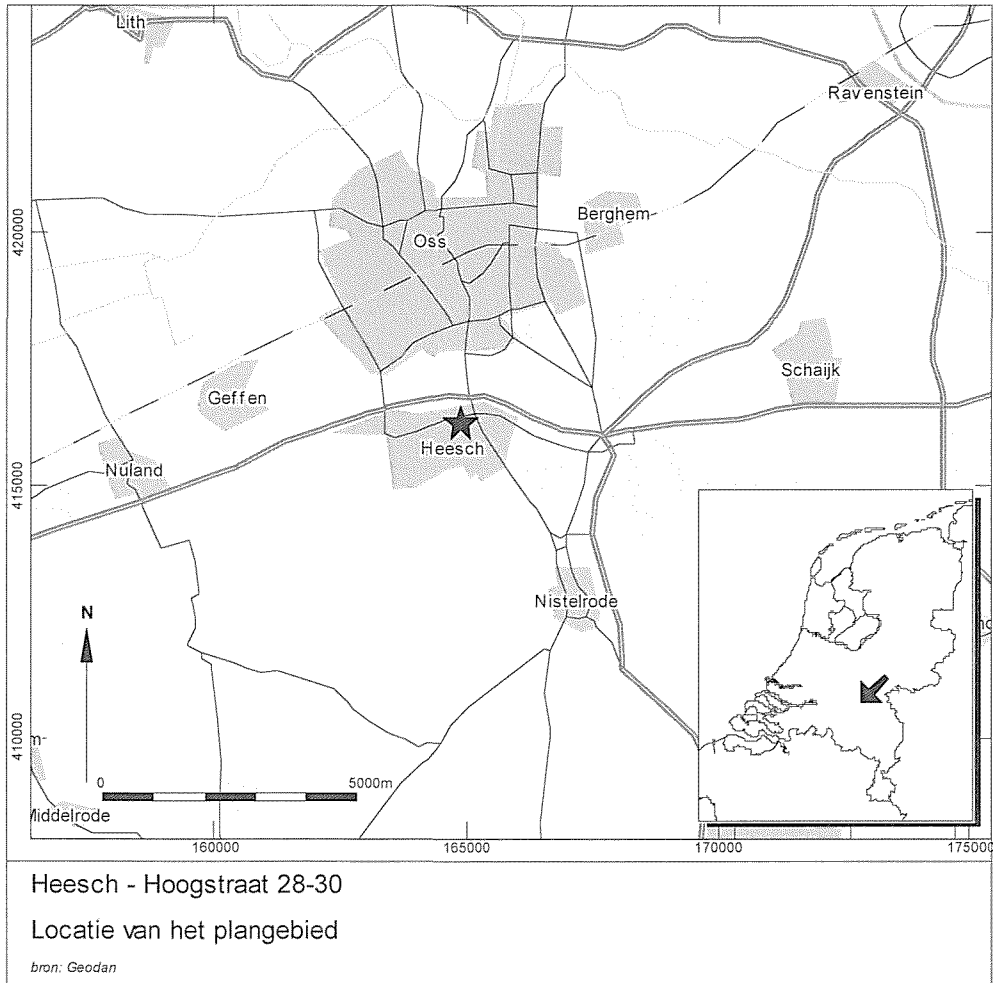 Lith
Ravenstein
Berghem
Oss
420000
Schaijk
Geffen
Heesch
Nuland
415000
Nistelrode
N
410000
0
5000m
Middelrode
160000
165000
170000
175000
Heesch - Hoogstraat 28-30
Locatie van het plangebied
bron: Geodan